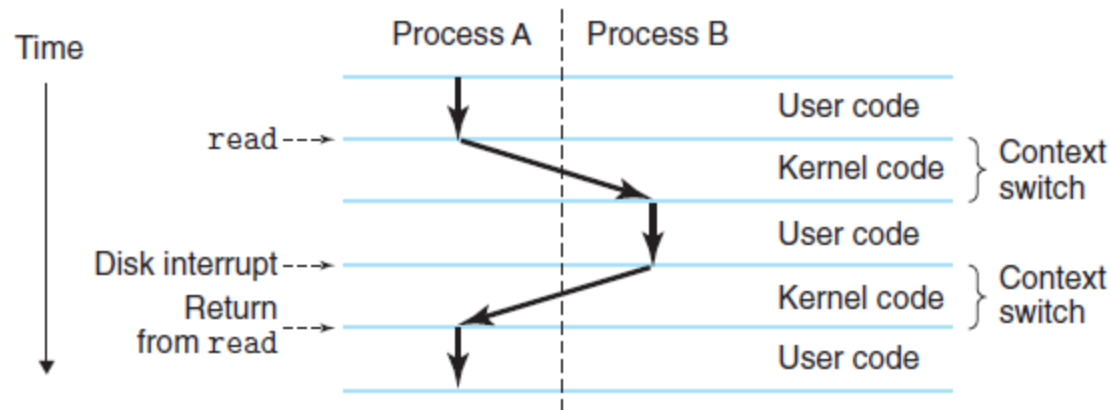 Time
Process A
Process B
User code
read
Kernel code
Context
switch
User code
Disk interrupt
Kernel code
Context
switch
Return
from read
User code